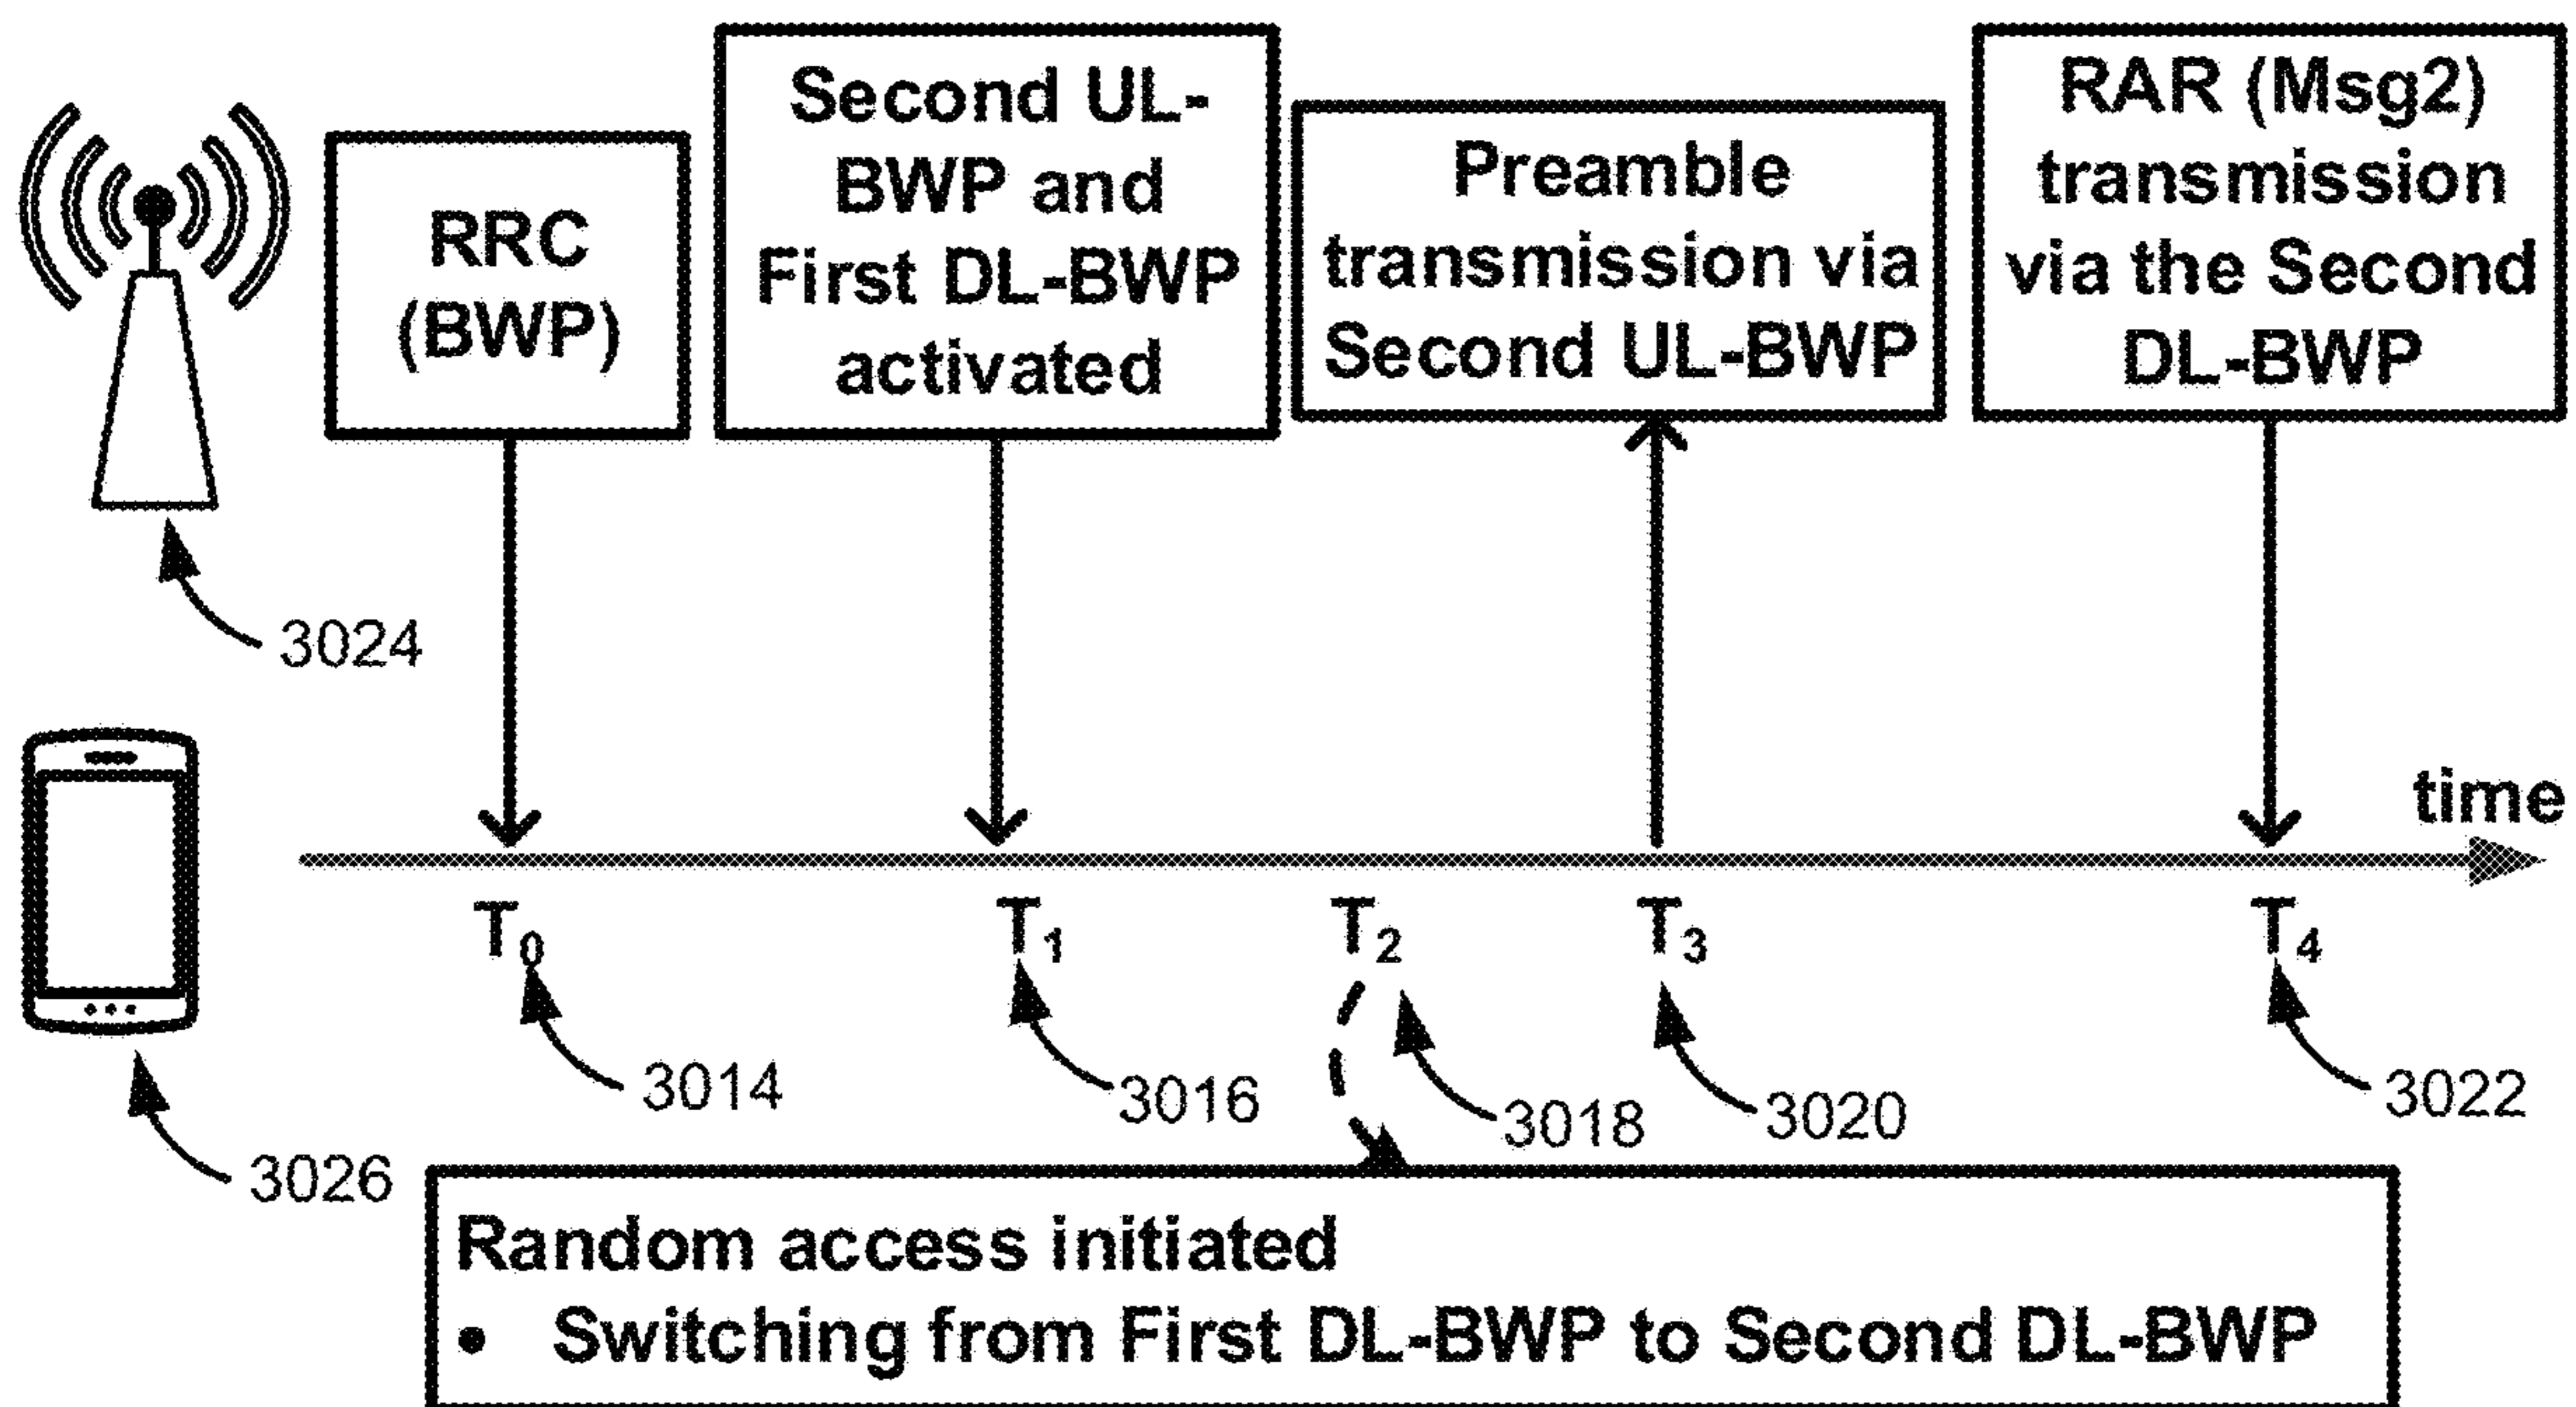 RRC
(BWP)
Second UL-
BWP and
First DL-BWP
activated
Preamble
transmission via
Second UL-BWP
RAR (Msg2)
transmission
via the Second
DL-BWP
3024
time
T0
T1
T2
T3
T4
3014
3016
3018
3020
3022
3026
Random access initiated
• Switching from First DL-BWP to Second DL-BWP